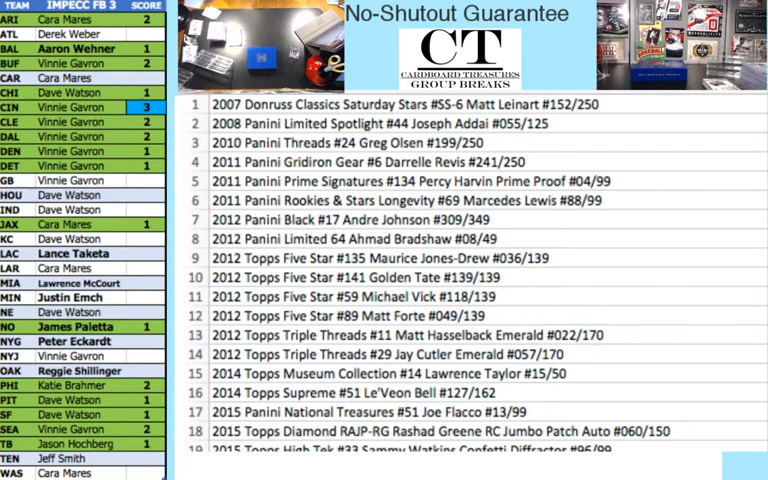 TEAM IMPECC FB 3 SCORE
ARI Cara Mares 2
ATL Derek Weber
BAL Aaron Wehner 1
BUF Vinnie Gavron 2
CAR Cara Mares
CHI Dave Watson 1
CIN Vinnie Gavron 3
CLE Vinnie Gavron 2
DAL Vinnie Gavron 2
DEN Vinnie Gavron 1
DET Vinnie Gavron 1
GB Vinnie Gavron
HOU Dave Watson
IND Dave Watson
JAX Cara Mares 1
KC Dave Watson
LAC Lance Taketa
LAR Cara Mares
MIA Lawrence McCourt
MIN Justin Emch
NE Dave Watson
NO James Paletta 1
NYG Peter Eckardt
NYJ Vinnie Gavron
OAK Reggie Shillinger
PHI Katie Brahmer 2
PIT Dave Watson 1
SF Dave Watson 1
SEA Vinnie Gavron 2
TB Jason Hochberg 1
TEN Jeff Smith
WAS Cara Mares
No-Shutout Guarantee
CT
CARDBOARD TREASURES
GROUP BREAKS
1 2007 Donruss Classics Saturday Stars #SS-6 Matt Leinart #152/250
2 2008 Panini Limited Spotlight #44 Joseph Addai #055/125
3 2010 Panini Threads #24 Greg Olsen #199/250
4 2011 Panini Gridiron Gear #6 Darrelle Revis #241/250
5 2011 Panini Prime Signatures #134 Percy Harvin Prime Proof #04/99
6 2011 Panini Rookies & Stars Longevity #69 Marcedes Lewis #88/99
7 2012 Panini Black #17 Andre Johnson #309/349
8 2012 Panini Limited 64 Ahmad Bradshaw #08/49
9 2012 Topps Five Star #135 Maurice Jones-Drew #036/139
10 2012 Topps Five Star #141 Golden Tate #139/139
11 2012 Topps Five Star #59 Michael Vick #118/139
12 2012 Topps Five Star #89 Matt Forte #049/139
13 2012 Topps Triple Threads #11 Matt Hasselback Emerald #022/170
14 2012 Topps Triple Threads #29 Jay Cutler Emerald #057/170
15 2014 Topps Museum Collection #14 Lawrence Taylor #15/50
16 2014 Topps Supreme #51 Le'Veon Bell #127/162
17 2015 Panini National Treasures #51 Joe Flacco #13/99
18 2015 Topps Diamond RAJP-RG Rashad Greene RC Jumbo Patch Auto #060/150
19 2015 Topps High Tek #33 Sammy Watkins Confetti Diffractor #96/99